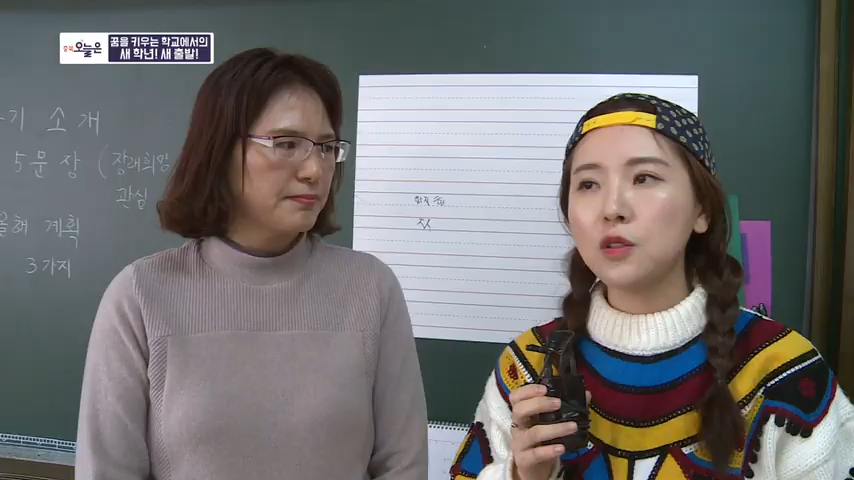 충북 오늘은
꿈을 키우는 학교에서의
새 학년! 새 출발!
기 소개
5문장 (장래희망
관심
올해 계획
3가지